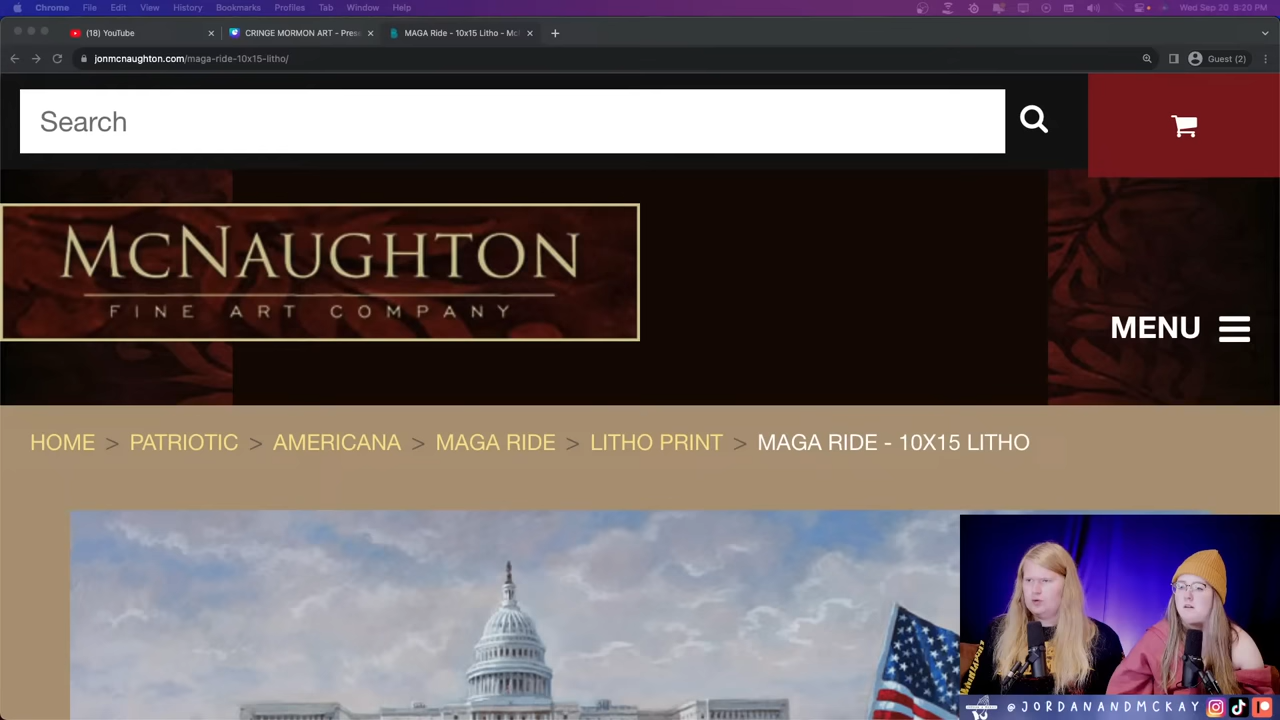 Chrome File Edit View History Bookmarks Profiles Tab Window Help Wed Sep 20 8:20 PM
(18) YouTube
CRINGE MORMON ART - Pres
MAGA Ride - 10x15 Litho - Mc
jonmcnaughton.com/maga-ride-10x15-litho/
Guest (2)
Search
MCNAUGHTON
FINE ART COMPANY
MENU
HOME > PATRIOTIC > AMERICANA > MAGA RIDE > LITHO PRINT > MAGA RIDE - 10X15 LITHO
@JORDANANDMCKAY